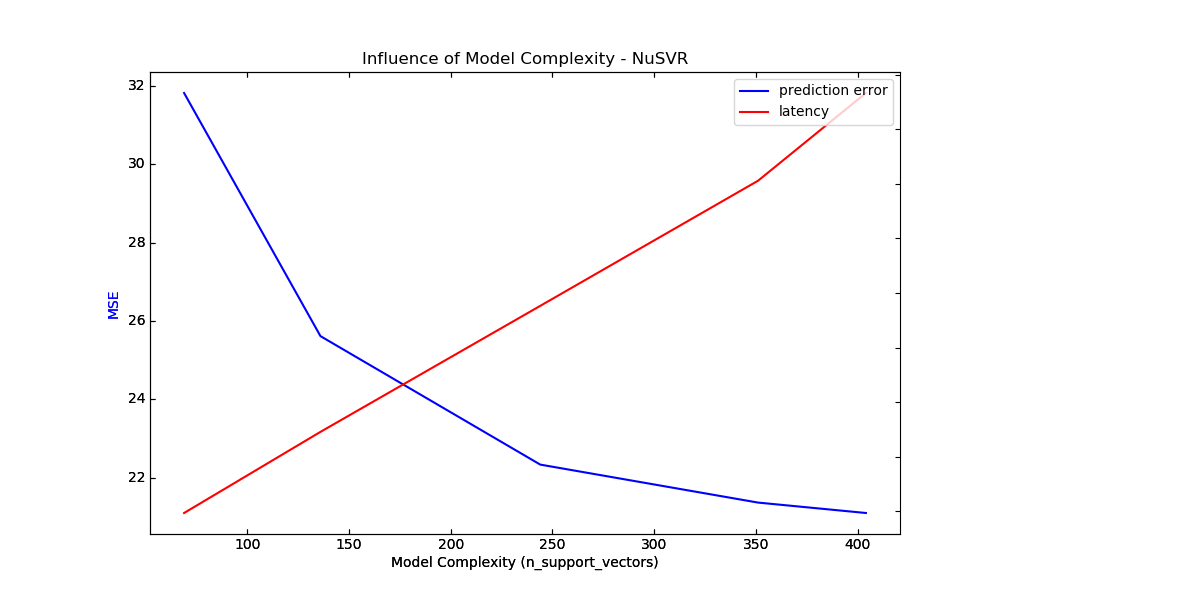 Influence of Model Complexity - NuSVR
prediction error
latency
32
30
28
26
24
22
MSE
100 150 200 250 300 350 400
Model Complexity (n_support_vectors)